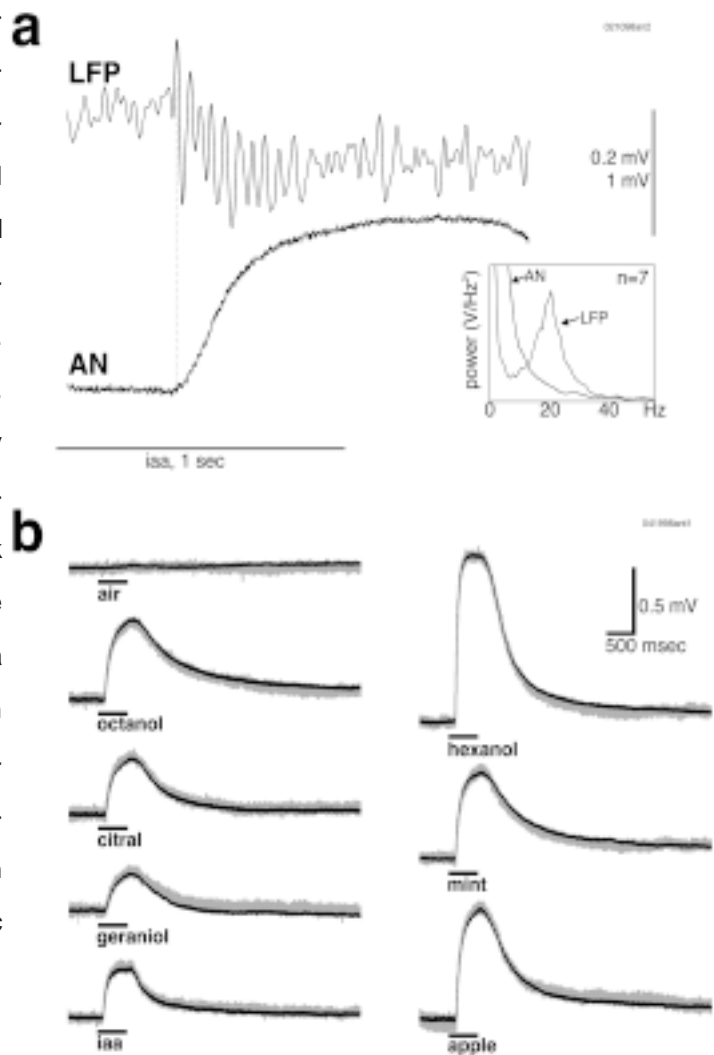 a
LFP
0.2 mV
1 mV
AN
n=7
LFP
power (V/Hz²)
0 20 40 Hz
AN
iaa, 1 sec
b
air
0.5 mV
500 msec
octanol
hexanol
citral
mint
geraniol
iaa
apple